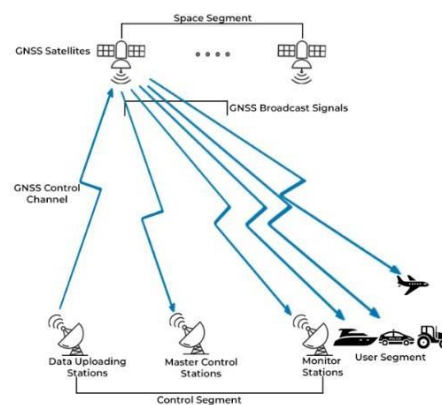 Space Segment
GNSS Satellites
GNSS Broadcast Signals
GNSS Control
Channel
Data Uploading
Stations
Master Control
Stations
Monitor
Stations
User Segment
Control Segment